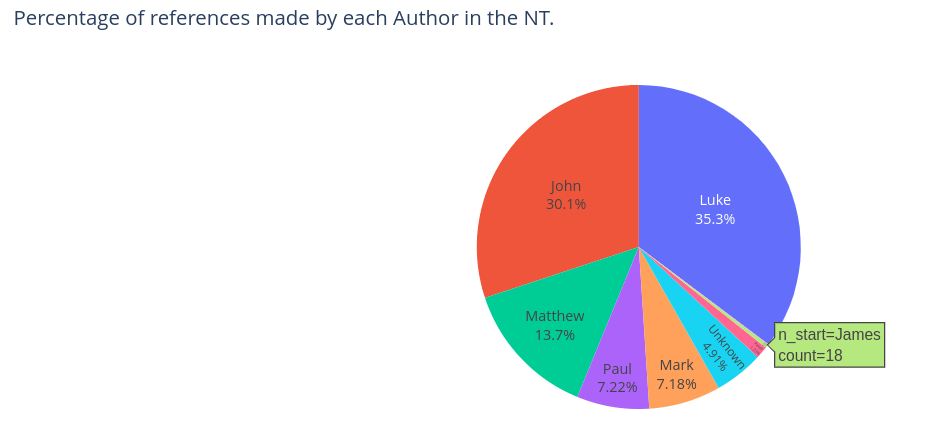 Percentage of references made by each Author in the NT.
John
30.1%
Luke
35.3%
Matthew
13.7%
Paul
7.22%
Mark
7.18%
Unknown
4.91%
n_start=James
count=18